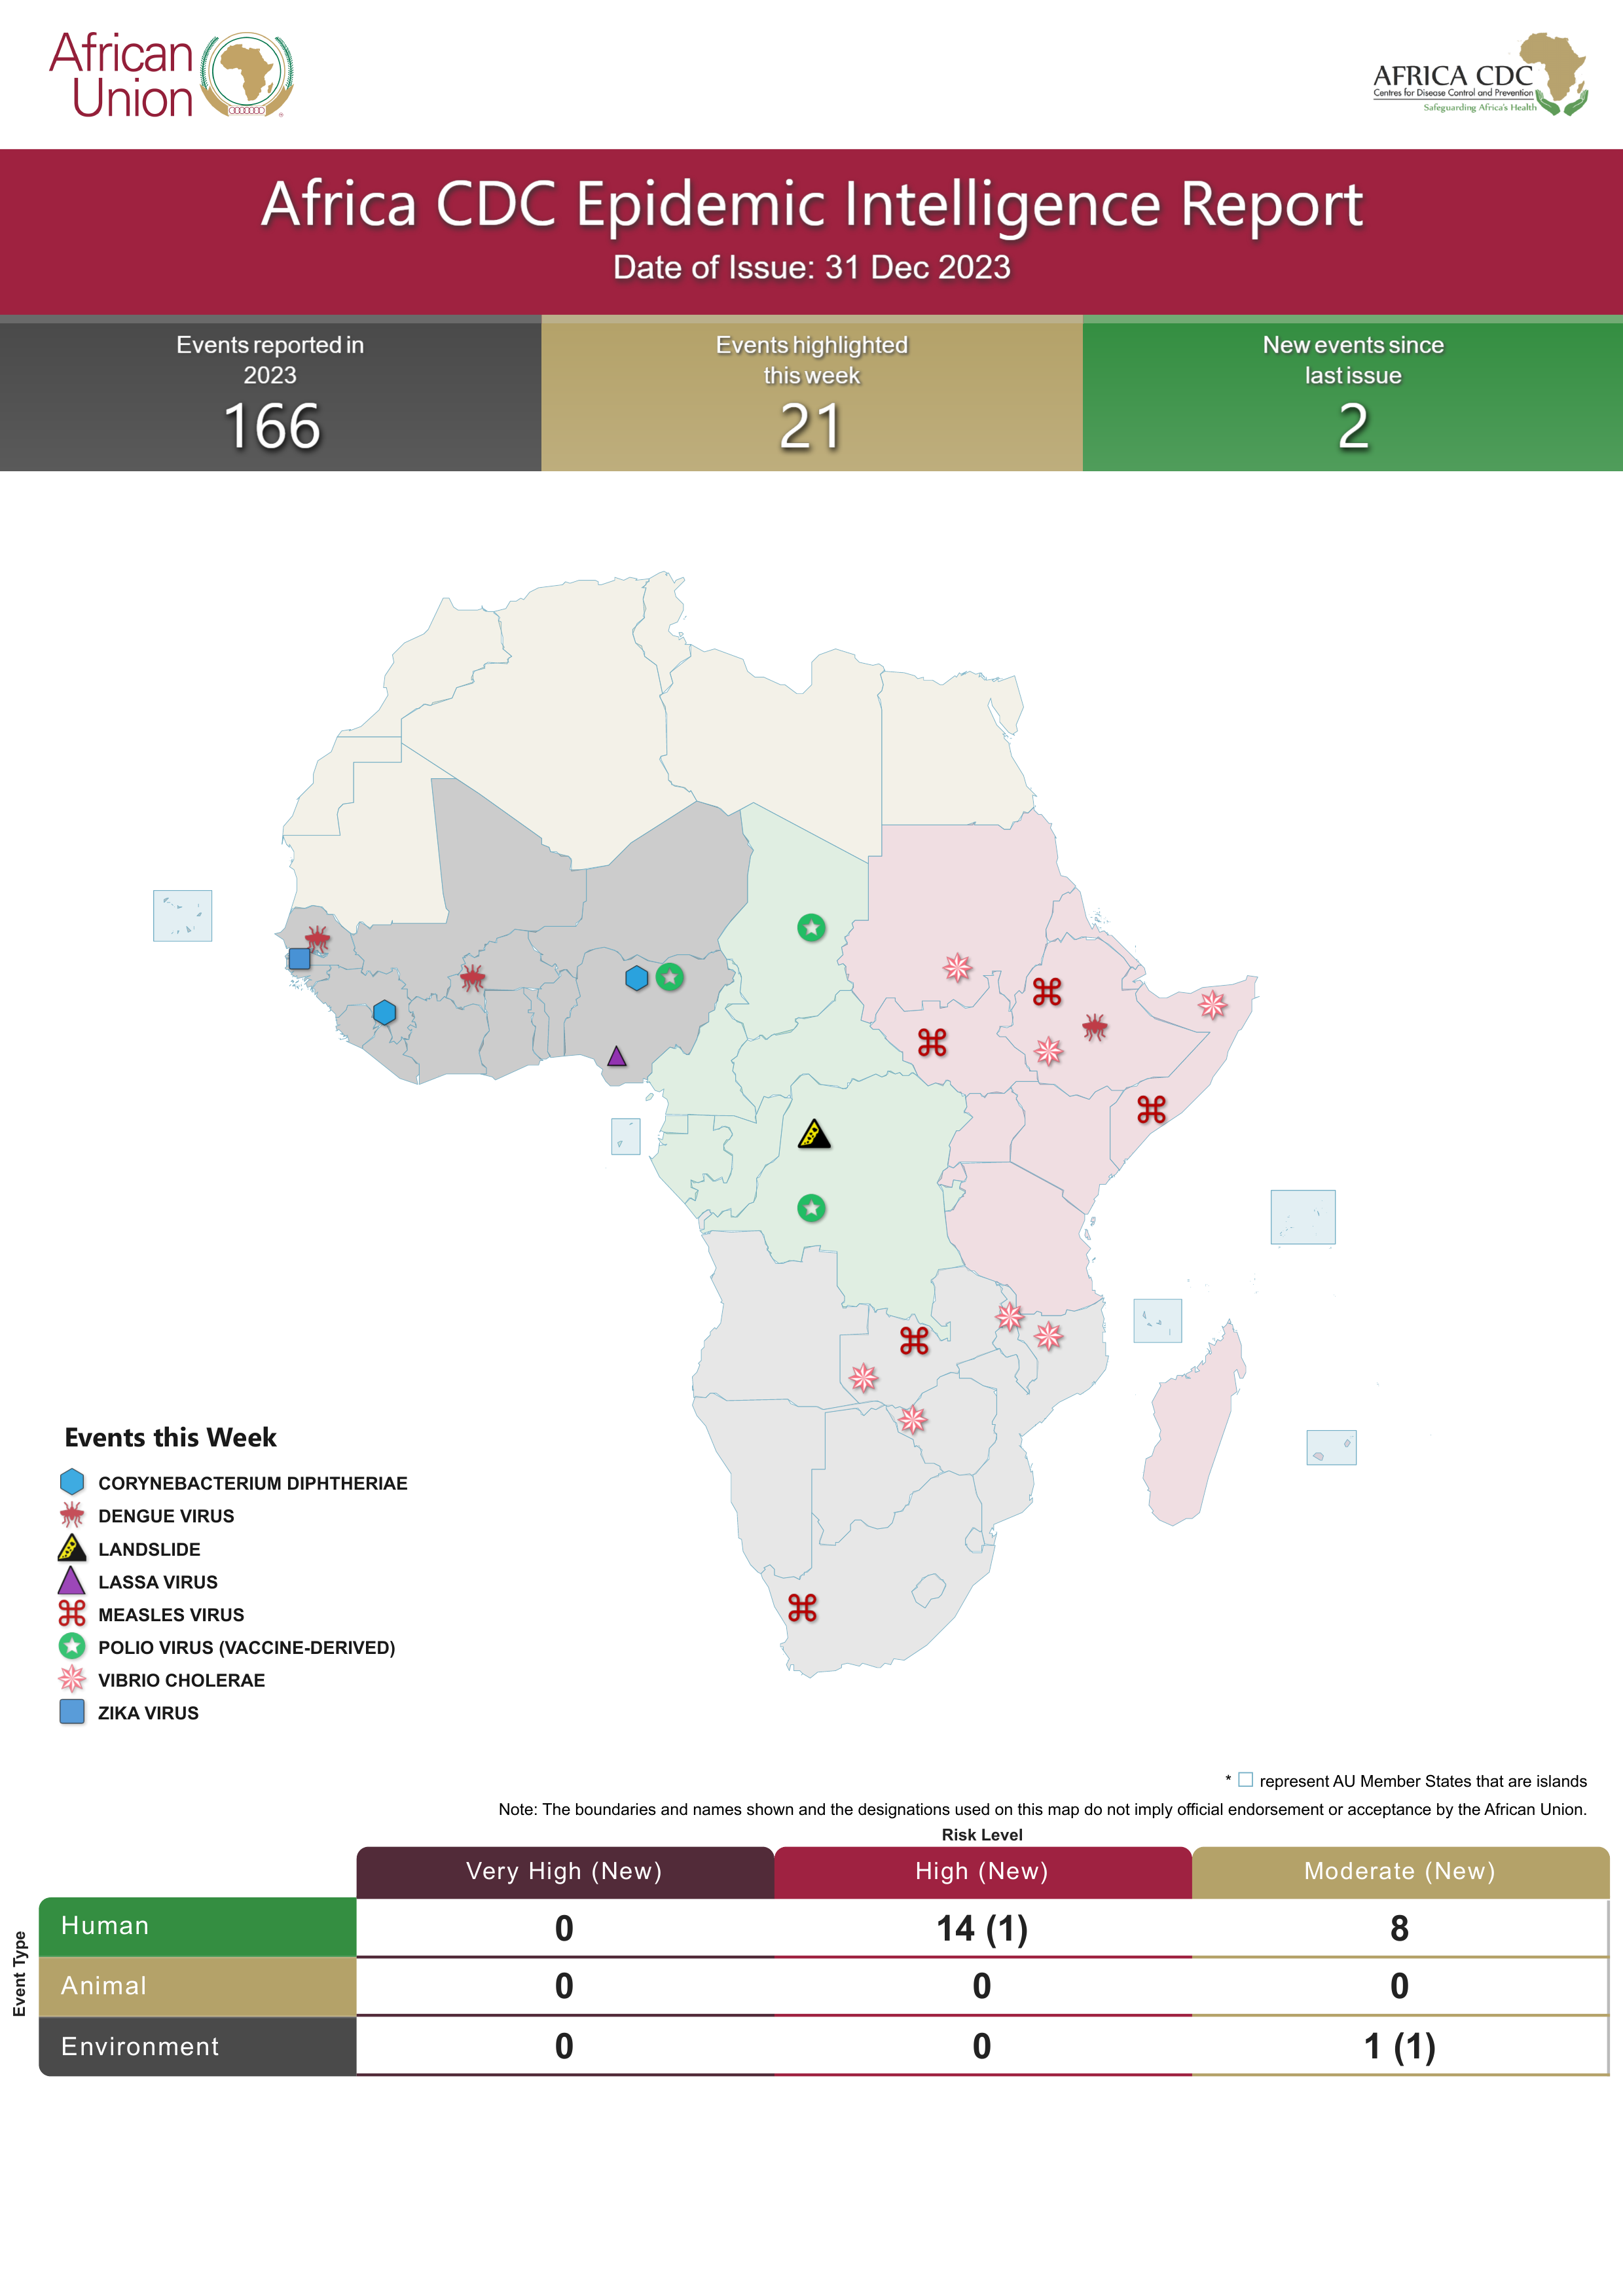 African
Union
AFRICA CDC
Centres for Disease Control and Prevention
Safeguarding Africa's Health
Africa CDC Epidemic Intelligence Report
Date of Issue: 31 Dec 2023
Events reported in
2023
166
Events highlighted
this week
21
New events since
last issue
2
Events this Week
CORYNEBACTERIUM DIPHTHERIAE
DENGUE VIRUS
LANDSLIDE
LASSA VIRUS
MEASLES VIRUS
POLIO VIRUS (VACCINE-DERIVED)
VIBRIO CHOLERAE
ZIKA VIRUS
* represent AU Member States that are islands
Note: The boundaries and names shown and the designations used on this map do not imply official endorsement or acceptance by the African Union.
Risk Level
Very High (New) High (New) Moderate (New)
Event Type
Human 0 14 (1) 8
Animal 0 0 0
Environment 0 0 1 (1)